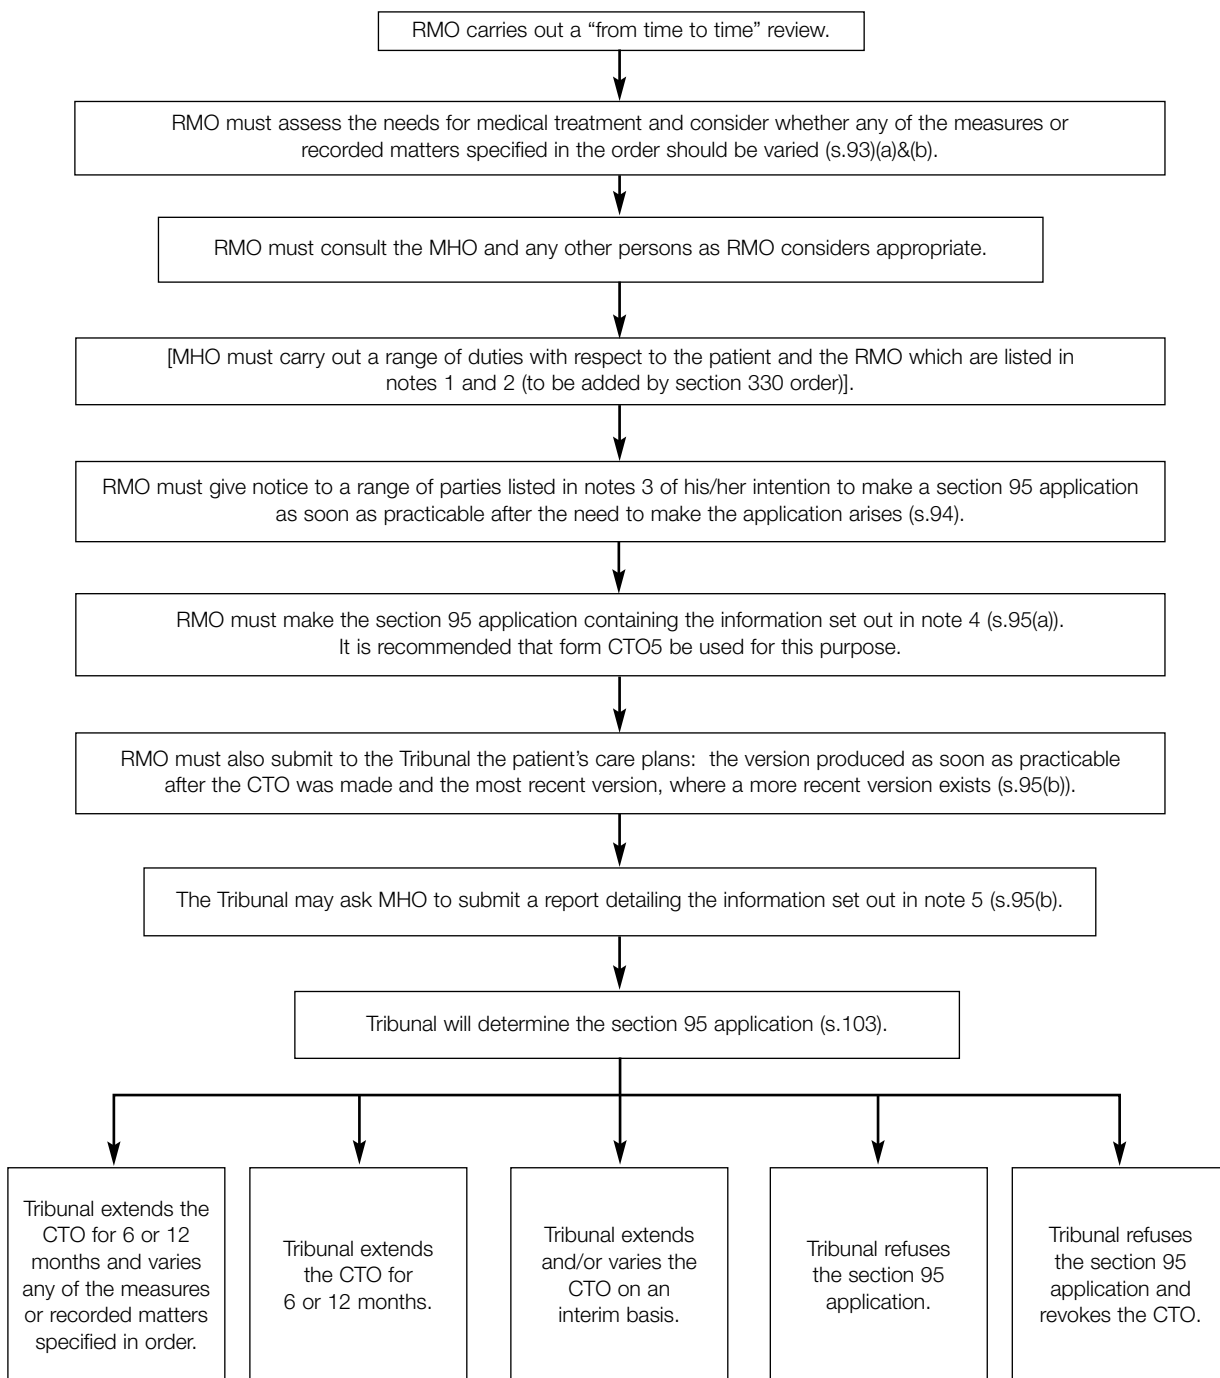 RMO carries out a “from time to time” review.
RMO must assess the needs for medical treatment and consider whether any of the measures or
recorded matters specified in the order should be varied (s.93)(a)&(b).
RMO must consult the MHO and any other persons as RMO considers appropriate.
[MHO must carry out a range of duties with respect to the patient and the RMO which are listed in
notes 1 and 2 (to be added by section 330 order)].
RMO must give notice to a range of parties listed in notes 3 of his/her intention to make a section 95 application
as soon as practicable after the need to make the application arises (s.94).
RMO must make the section 95 application containing the information set out in note 4 (s.95(a)).
It is recommended that form CTO5 be used for this purpose.
RMO must also submit to the Tribunal the patient’s care plans: the version produced as soon as practicable
after the CTO was made and the most recent version, where a more recent version exists (s.95(b)).
The Tribunal may ask MHO to submit a report detailing the information set out in note 5 (s.95(b).
Tribunal will determine the section 95 application (s.103).
Tribunal extends the
CTO for 6 or 12
months and varies
any of the measures
or recorded matters
specified in order.
Tribunal extends
the CTO for
6 or 12 months.
Tribunal extends
and/or varies the
CTO on an
interim basis.
Tribunal refuses
the section 95
application.
Tribunal refuses
the section 95
application and
revokes the CTO.